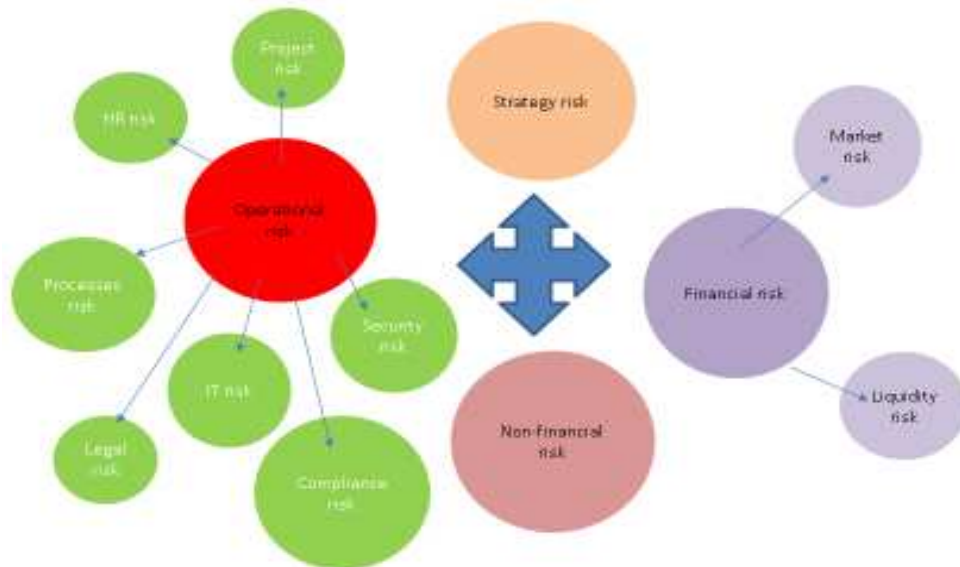 Project
risk
HR risk
Operational
risk
Processes
risk
Legal
risk
IT risk
Security
risk
Compliance
risk
Strategy risk
Non-financial
risk
Market
risk
Financial risk
Liquidity
risk